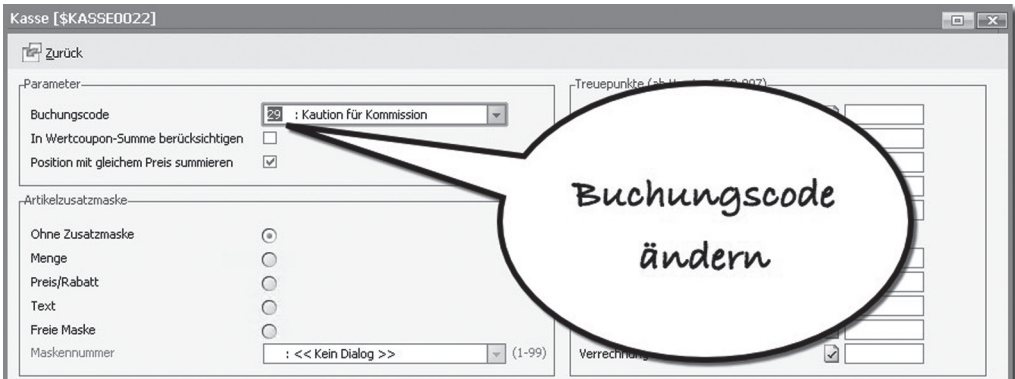 Kasse [$KASSE0022]
Zurück
Parameter
Buchungscode
29 : Kaution für Kommission
In Wertcoupon-Summe berücksichtigen
Position mit gleichem Preis summieren
Artikelzusatzmaske
Ohne Zusatzmaske
Menge
Preis/Rabatt
Text
Freie Maske
Maskennummer
: << Kein Dialog >>
(1-99)
Treuepunkte
Verrechnung
Buchungscode
ändern